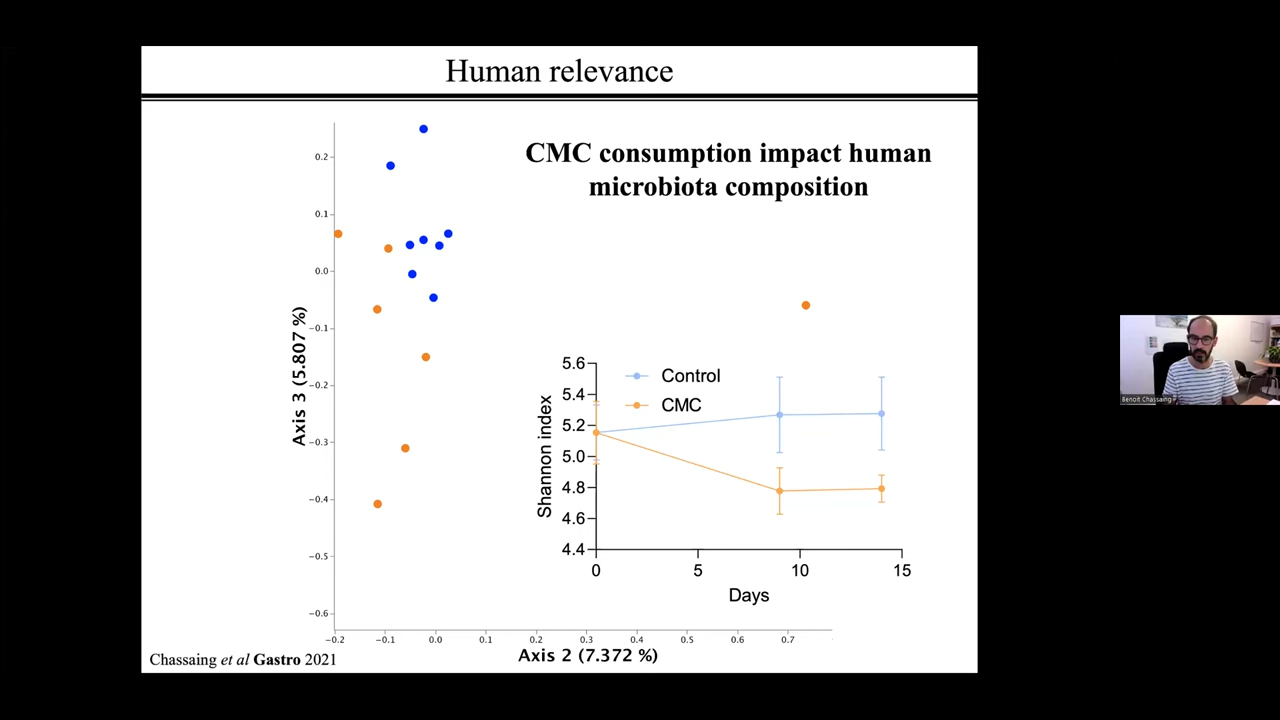 Human relevance
CMC consumption impact human
microbiota composition
0.2
0.1
0.0
−0.1
−0.2
−0.3
−0.4
−0.5
−0.6
Axis 3 (5.807 %)
−0.2 −0.1 0.0 0.1 0.2 0.3 0.4 0.5 0.6 0.7
Axis 2 (7.372 %)
Control
CMC
5.6
5.4
5.2
5.0
4.8
4.6
4.4
Shannon index
0 5 10 15
Days
Chassaing et al Gastro 2021
Benoit Chassaing